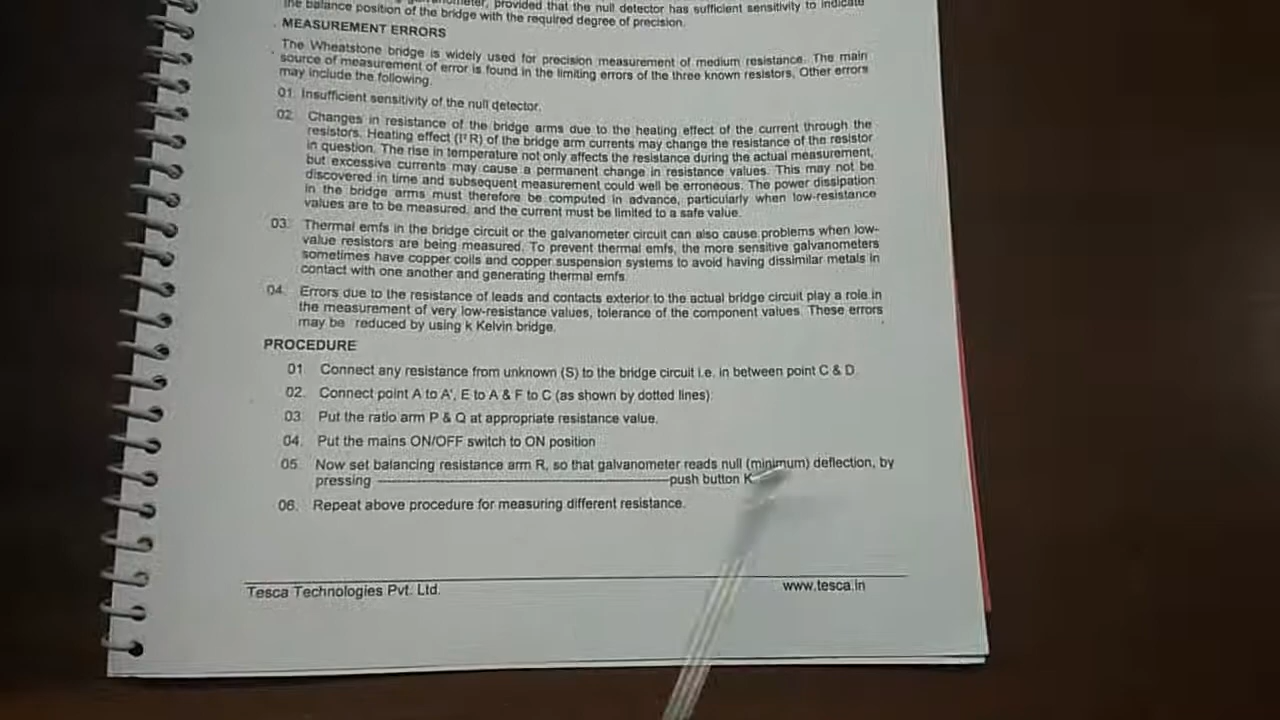 provided that the null detector has sufficient sensitivity to indicate
the balance position of the bridge with the required degree of precision.
MEASUREMENT ERRORS
The Wheatstone bridge is widely used for precision measurement of medium resistance. The main
source of measurement of error is found in the limiting errors of the three known resistors, Other errors
may include the following.
01. Insufficient sensitivity of the null detector.
02. Changes in resistance of the bridge arms due to the heating effect of the current through the
resistors. Heating effect (I² R) of the bridge arm currents may change the resistance of the resistor
in question. The rise in temperature not only affects the resistance during the actual measurement,
but excessive currents may cause a permanent change in resistance values. This may not be
discovered in time and subsequent measurement could well be erroneous. The power dissipation
in the bridge arms must therefore be computed in advance, particularly when low-resistance
values are to be measured, and the current must be limited to a safe value.
03. Thermal emfs in the bridge circuit or the galvanometer circuit can also cause problems when low-
value resistors are being measured. To prevent thermal emfs, the more sensitive galvanometers
sometimes have copper coils and copper suspension systems to avoid having dissimilar metals in
contact with one another and generating thermal emfs.
04. Errors due to the resistance of leads and contacts exterior to the actual bridge circuit play a role in
the measurement of very low-resistance values, tolerance of the component values. These errors
may be reduced by using k Kelvin bridge.
PROCEDURE
01. Connect any resistance from unknown (S) to the bridge circuit i.e. in between point C & D.
02. Connect point A to A', E to A & F to C (as shown by dotted lines).
03. Put the ratio arm P & Q at appropriate resistance value.
04. Put the mains ON/OFF switch to ON position
05. Now set balancing resistance arm R, so that galvanometer reads null (minimum) deflection, by
pressing push button K
06. Repeat above procedure for measuring different resistance.
Tesca Technologies Pvt. Ltd. www.tesca.in